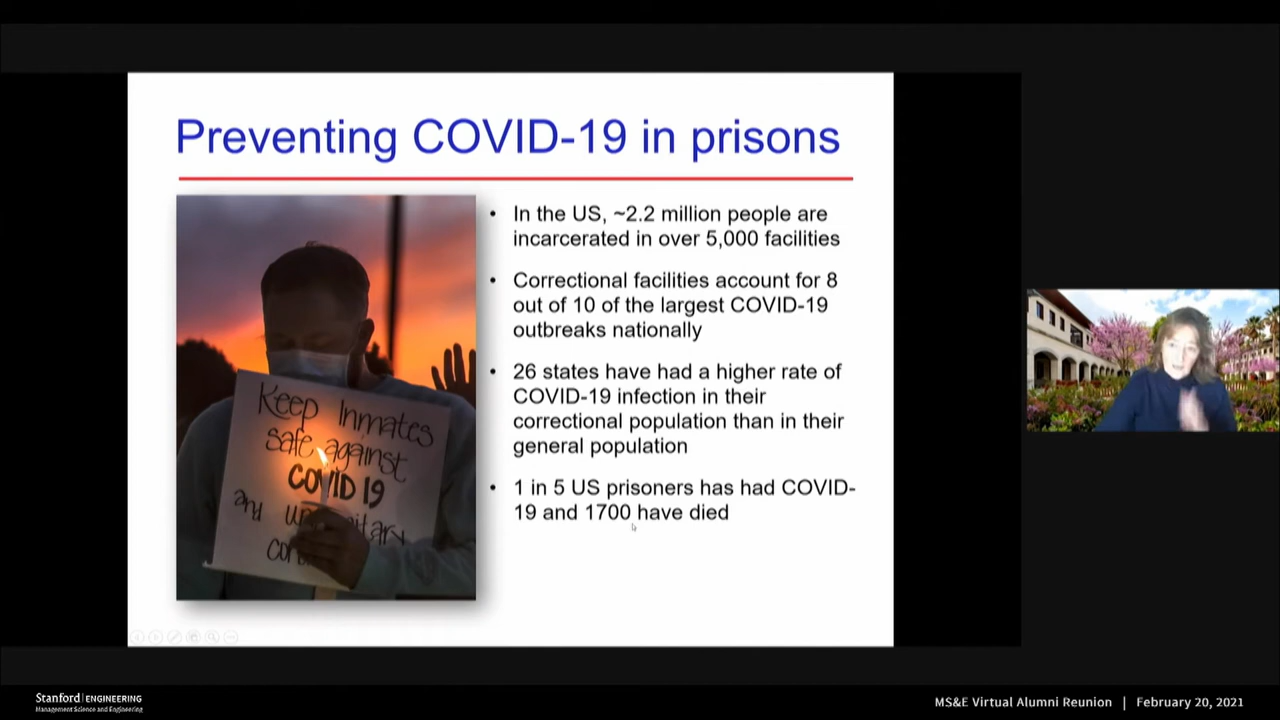 Preventing COVID-19 in prisons
• In the US, ~2.2 million people are
incarcerated in over 5,000 facilities
• Correctional facilities account for 8
out of 10 of the largest COVID-19
outbreaks nationally
• 26 states have had a higher rate of
COVID-19 infection in their
correctional population than in their
general population
• 1 in 5 US prisoners has had COVID-
19 and 1700 have died
Keep Inmates
safe against
COVID 19
and
Stanford | ENGINEERING
Management Science and Engineering
MS&E Virtual Alumni Reunion | February 20, 2021